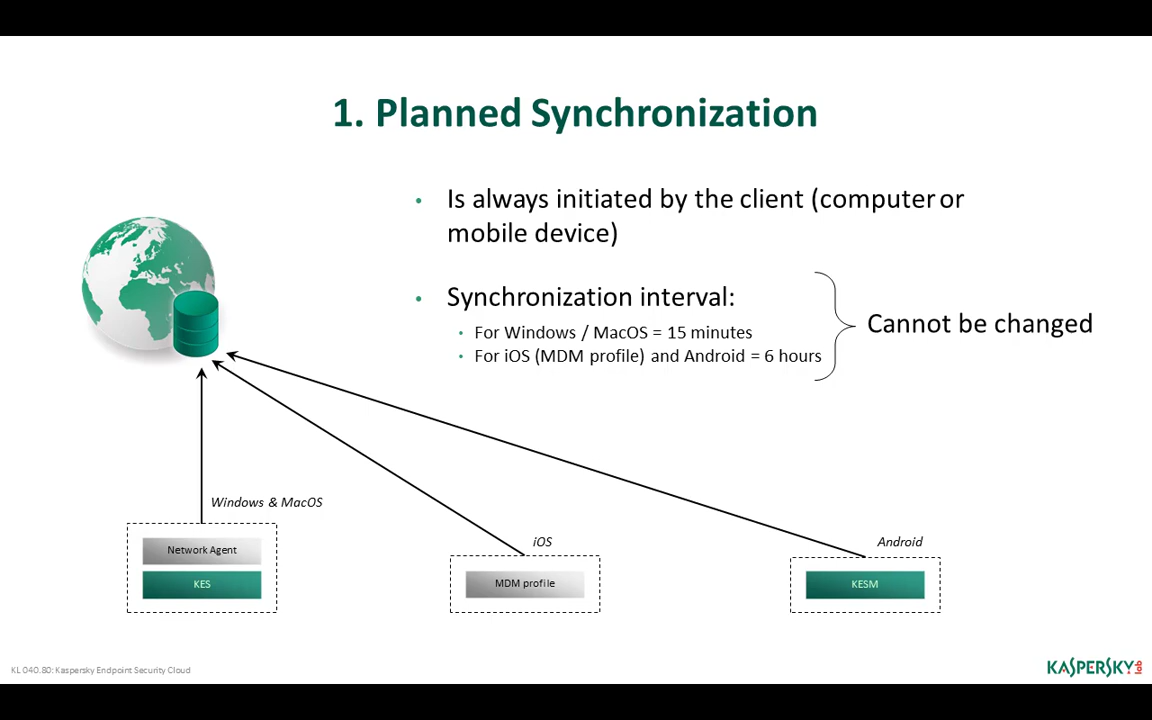 1. Planned Synchronization
• Is always initiated by the client (computer or
mobile device)
• Synchronization interval:
• For Windows / MacOS = 15 minutes
• For iOS (MDM profile) and Android = 6 hours
Cannot be changed
Windows & MacOS
Network Agent
KES
iOS
MDM profile
Android
KESM
KL 040.80: Kaspersky Endpoint Security Cloud
KASPERSKY lab